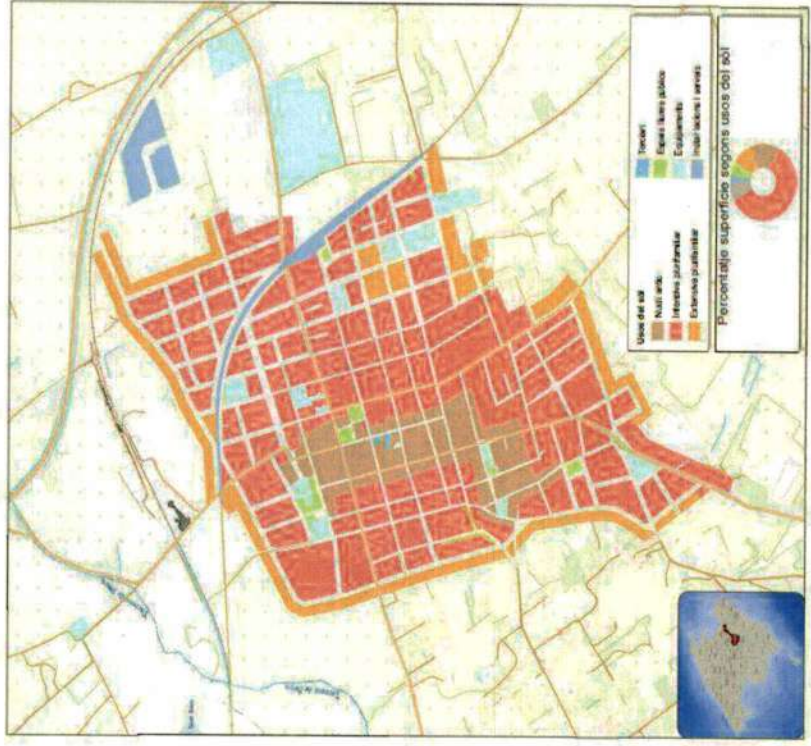 Usos del sòl
Nucli antic
Intensiva plurifamiliar
Extensiva plurifamiliar
Terciari
Espais lliures públics
Equipaments
Instal·lacions i serveis
Percentatje superfície segons usos del sòl